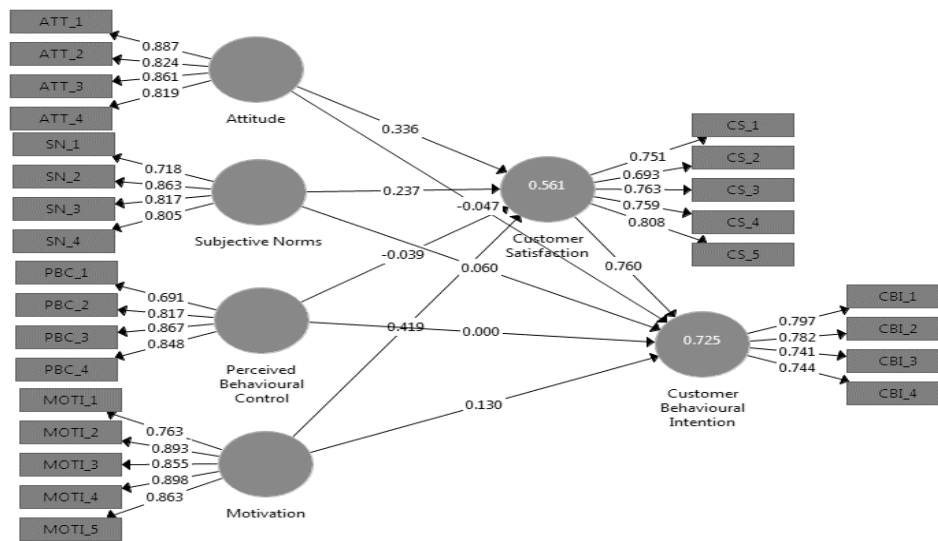 ATT_1
ATT_2
ATT_3
ATT_4
0.887
0.824
0.861
0.819
Attitude
SN_1
SN_2
SN_3
SN_4
0.718
0.863
0.817
0.805
Subjective Norms
PBC_1
PBC_2
PBC_3
PBC_4
0.691
0.817
0.867
0.848
Perceived
Behavioural
Control
MOTI_1
MOTI_2
MOTI_3
MOTI_4
MOTI_5
0.763
0.893
0.855
0.898
0.863
Motivation
0.336
0.237
-0.047
-0.039
0.060
0.419
0.000
0.130
0.760
0.561
Customer
Satisfaction
0.751
0.693
0.763
0.759
0.808
CS_1
CS_2
CS_3
CS_4
CS_5
0.725
Customer
Behavioural
Intention
0.797
0.782
0.741
0.744
CBI_1
CBI_2
CBI_3
CBI_4